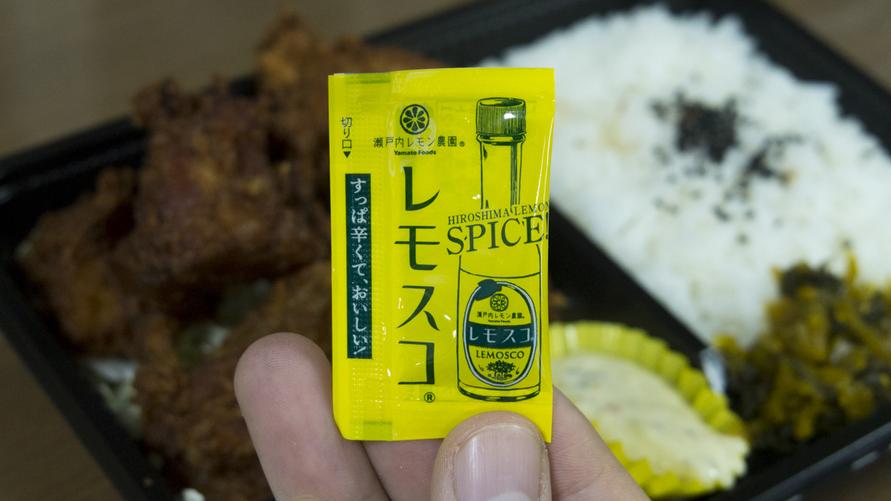 切り口▼
瀬戸内レモン農園®
Yamato Foods
レモスコ®
すっぱ辛くて、おいしい!
HIROSHIMA LEMON
SPICE!
瀬戸内レモン農園®
レモスコ
LEMOSCO